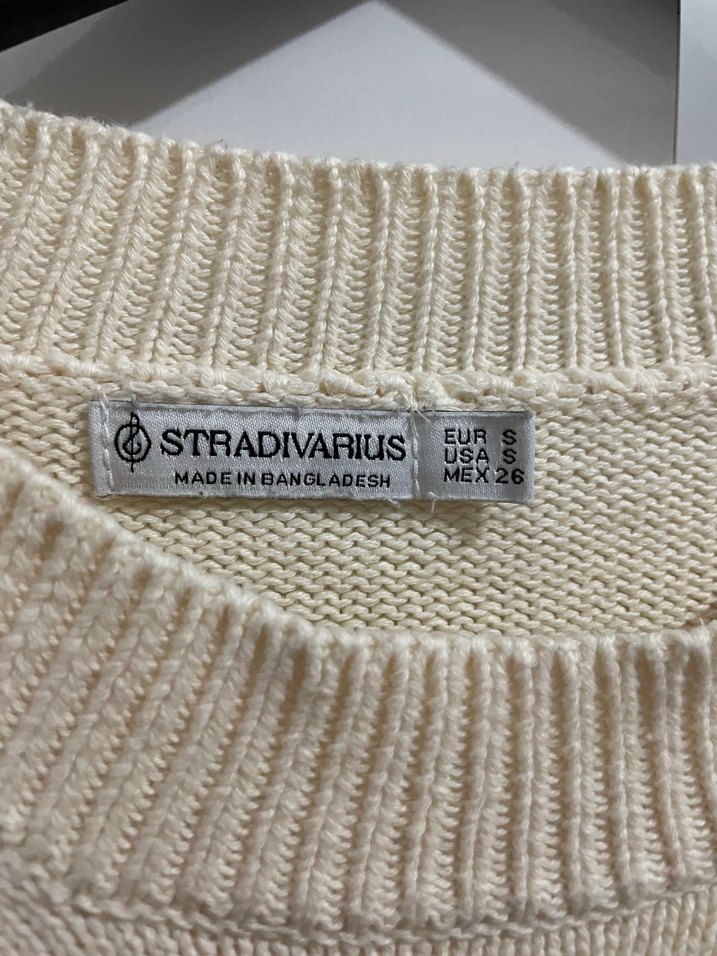 STRADIVARIUS
MADE IN BANGLADESH
EUR S
USA S
MEX 26